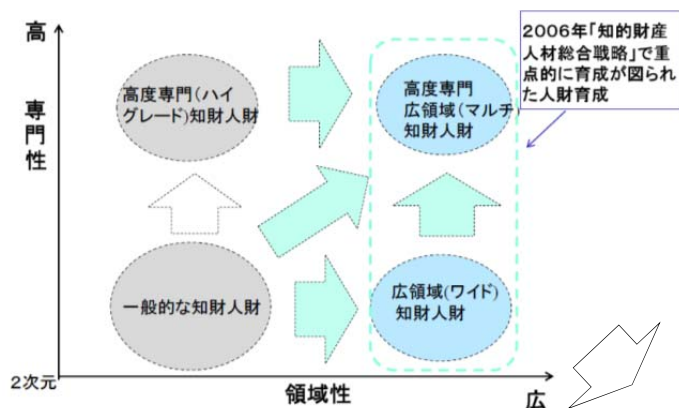 高
専門性
2006年「知的財産
人材総合戦略」で重
点的に育成が図られ
た人財育成
高度専門(ハイ
グレード)知財人財
高度専門
広領域(マルチ)
知財人財
一般的な知財人財
広領域(ワイド)
知財人財
2次元
領域性
広